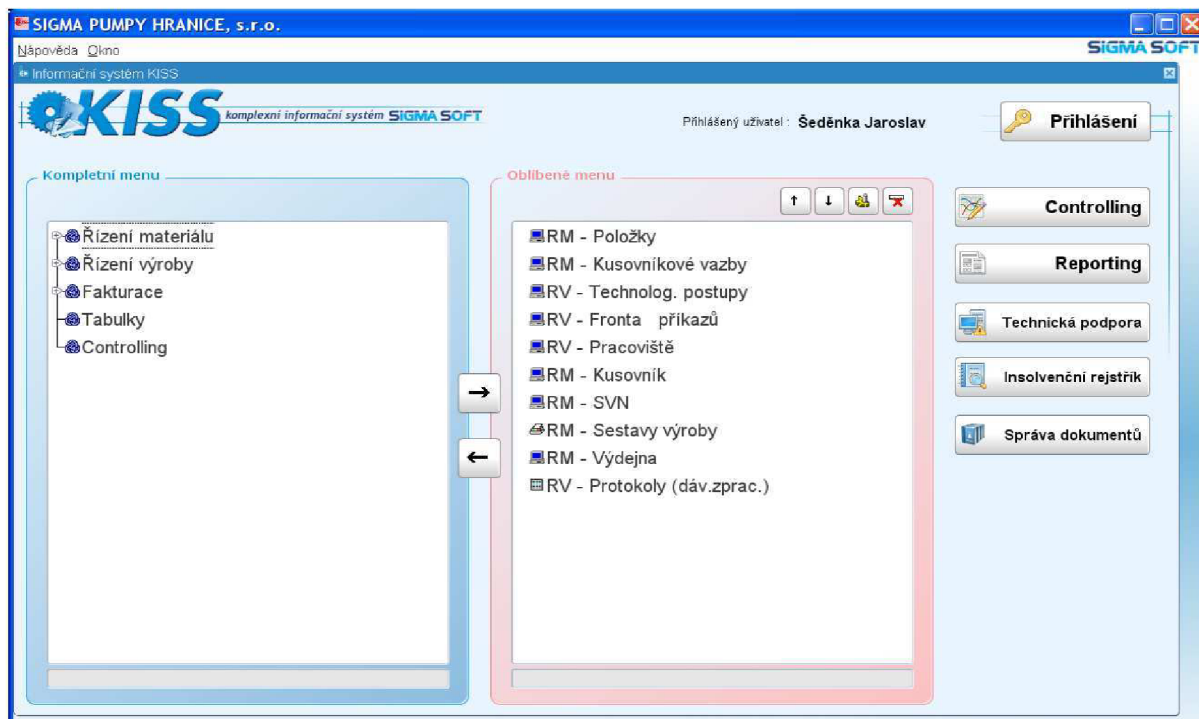 SIGMA PUMPY HRANICE, s.r.o.
Nápověda Okno
SIGMA SOFT
Informační systém KISS
KISS komplexní informační systém SIGMA SOFT
Přihlášený uživatel : Šeděnka Jaroslav
Přihlášení
Kompletní menu
Řízení materiálu
Řízení výroby
Fakturace
Tabulky
Controlling
Oblíbené menu
RM - Položky
RM - Kusovníkové vazby
RV - Technolog. postupy
RV - Fronta příkazů
RV - Pracoviště
RM - Kusovník
RM - SVN
RM - Sestavy výroby
RM - Výdejna
RV - Protokoly (dáv.zprac.)
Controlling
Reporting
Technická podpora
Insolvenční rejstřík
Správa dokumentů